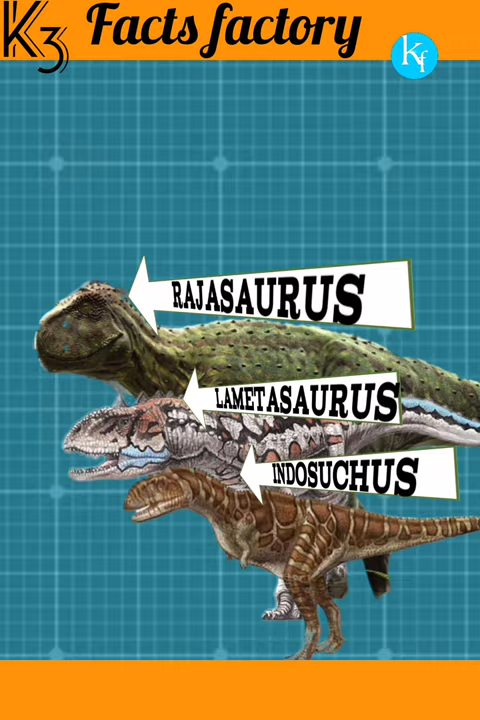 K3 Facts factory
kf
RAJASAURUS
LAMETASAURUS
INDOSUCHUS